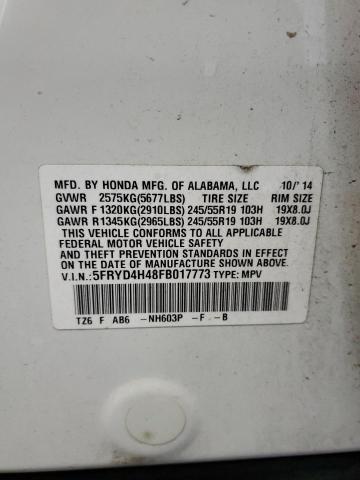 MFD. BY HONDA MFG. OF ALABAMA, LLC 10/'14
GVWR 2575KG(5677LBS) TIRE SIZE RIM SIZE
GAWR F 1320KG(2910LBS) 245/55R19 103H 19X8.0J
GAWR R1345KG(2965LBS) 245/55R19 103H 19X8.0J
THIS VEHICLE CONFORMS TO ALL APPLICABLE
FEDERAL MOTOR VEHICLE SAFETY
AND THEFT PREVENTION STANDARDS IN EFFECT
ON THE DATE OF MANUFACTURE SHOWN ABOVE.
V.I.N.:5FRYD4H48FB017773 TYPE: MPV
TZ6 F AB6 -NH603P -F -B